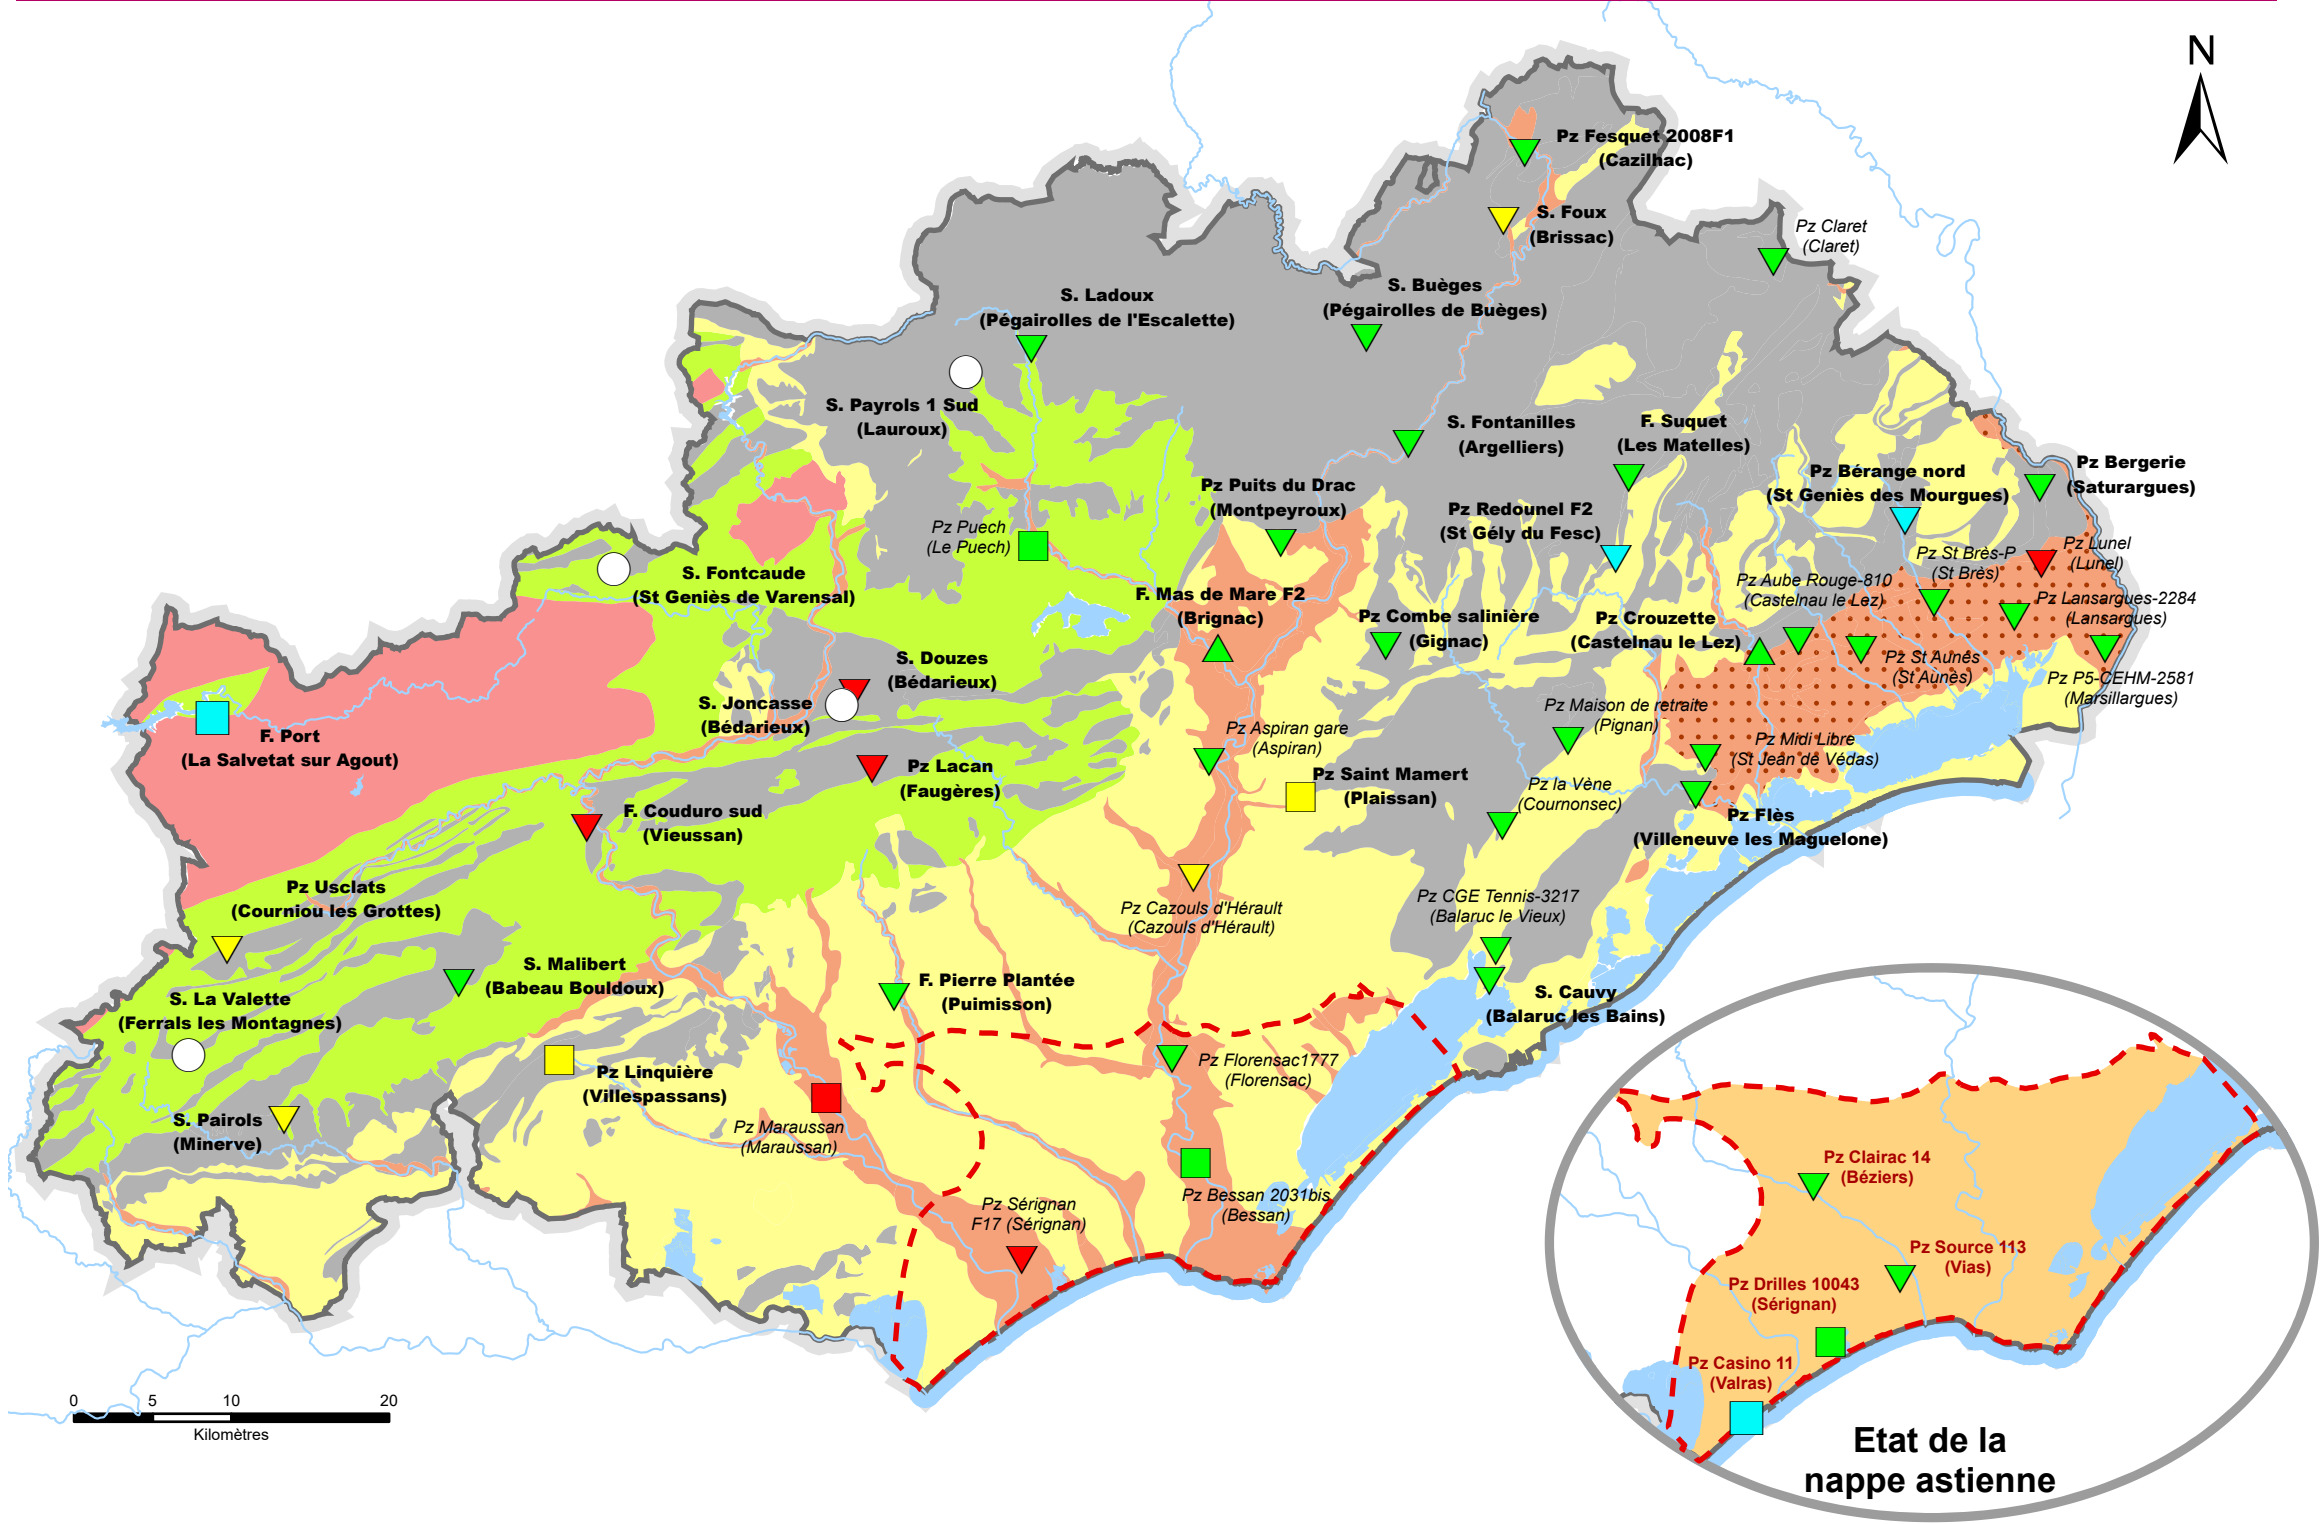 N
Pz Fesquet 2008F1
(Cazilhac)
S. Foux
(Brissac)
Pz Claret
(Claret)
S. Ladoux
(Pégairolles de l'Escalette)
S. Buèges
(Pégairolles de Buèges)
S. Payrols 1 Sud
(Lauroux)
S. Fontanilles
(Argelliers)
F. Suquet
(Les Matelles)
Pz Bérange nord
(St Geniès des Mourgues)
Pz Bergerie
(Saturargues)
Pz Puits du Drac
(Montpeyroux)
Pz Redounel F2
(St Gély du Fesc)
Pz Puech
(Le Puech)
Pz St Brès-P
(St Brès)
Pz Lunel
(Lunel)
S. Fontcaude
(St Geniès de Varensal)
Pz Aube Rouge-810
(Castelnau le Lez)
Pz Lansargues-2284
(Lansargues)
F. Mas de Mare F2
(Brignac)
Pz Combe salinière
(Gignac)
Pz Crouzette
(Castelnau le Lez)
S. Douzes
(Bédarieux)
Pz St Aunès
(St Aunès)
Pz P5-CEHM-2581
(Marsillargues)
S. Joncasse
(Bédarieux)
Pz Maison de retraite
(Pignan)
F. Port
(La Salvetat sur Agout)
Pz Aspiran gare
(Aspiran)
Pz Midi Libre
(St Jean de Védas)
Pz Lacan
(Faugères)
Pz Saint Mamert
(Plaissan)
Pz la Vène
(Cournonsec)
F. Couduro sud
(Vieussan)
Pz Flès
(Villeneuve les Maguelone)
Pz Usclats
(Courniou les Grottes)
Pz Cazouls d'Hérault
(Cazouls d'Hérault)
Pz CGE Tennis-3217
(Balaruc le Vieux)
S. Malibert
(Babeau Bouldoux)
F. Pierre Plantée
(Puimisson)
S. La Valette
(Ferrals les Montagnes)
S. Cauvy
(Balaruc les Bains)
Pz Linquière
(Villespassans)
Pz Florensac1777
(Florensac)
S. Pairols
(Minerve)
Pz Maraussan
(Maraussan)
Pz Bessan 2031bis
(Bessan)
Pz Sérignan
F17 (Sérignan)
Pz Clairac 14
(Béziers)
Pz Source 113
(Vias)
Pz Drilles 10043
(Sérignan)
Pz Casino 11
(Valras)
0 5 10 20
Kilomètres
Etat de la
nappe astienne